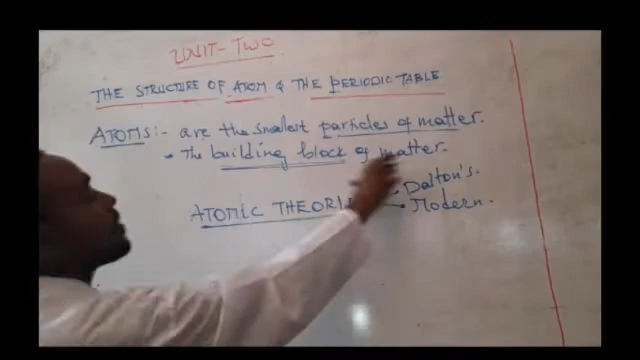 UNIT-TWO
THE STRUCTURE OF ATOM & THE PERIODIC TABLE
ATOMS:- are the smallest particles of matter.
• The building block of matter.
Dalton's.
ATOMIC THEORI
Modern.